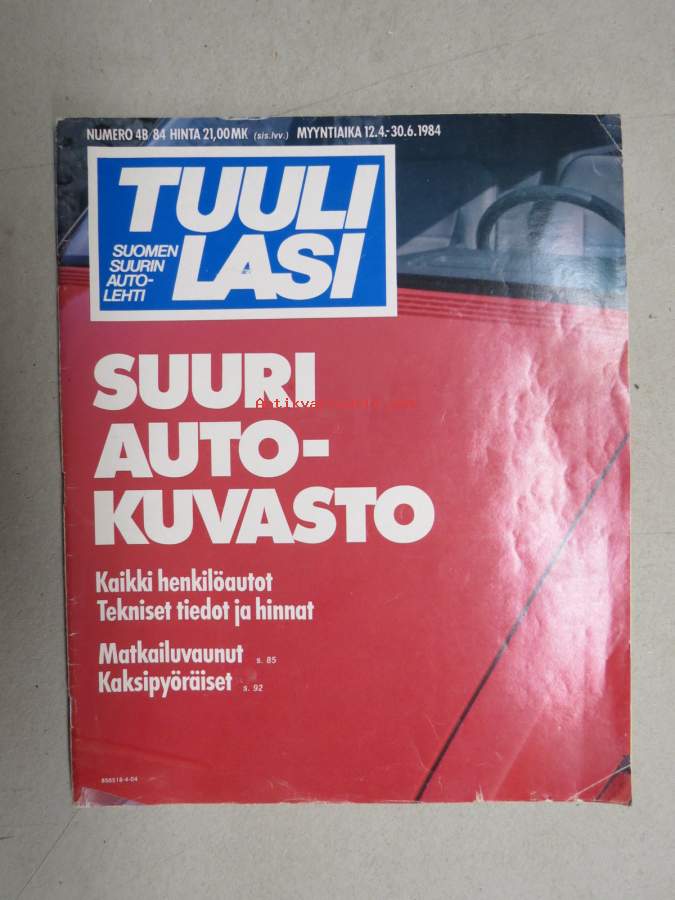 NUMERO 4B/84 HINTA 21,00 MK (sis.lvv.) MYYNTIAIKA 12.4.-30.6.1984
TUULI
LASI
SUOMEN
SUURIN
AUTO-
LEHTI
SUURI
AUTO-
KUVASTO
Kaikki henkilöautot
Tekniset tiedot ja hinnat
Matkailuvaunut s. 85
Kaksipyöräiset s. 92